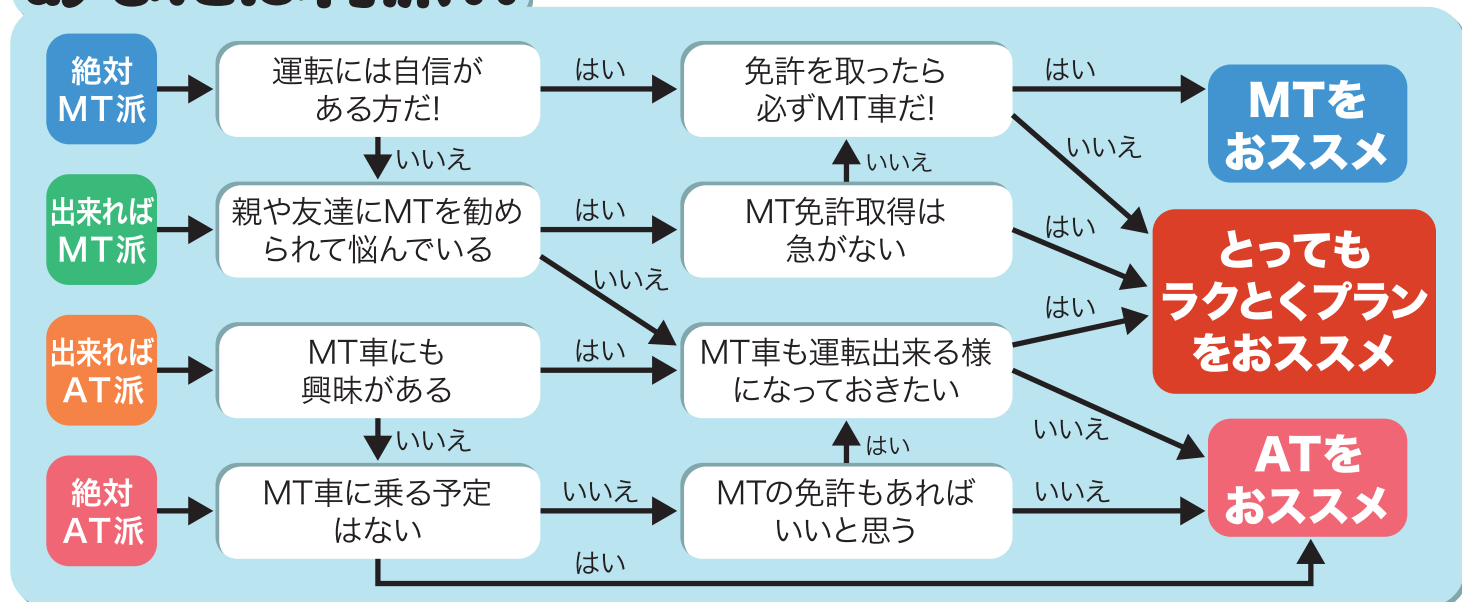 絶対
MT派
運転には自信が
ある方だ!
はい
免許を取ったら
必ずMT車だ!
はい
MTを
おススメ
いいえ
いいえ
いいえ
出来れば
MT派
親や友達にMTを勧め
られて悩んでいる
はい
MT免許取得は
急がない
はい
とっても
ラクとくプラン
をおススメ
いいえ
はい
出来れば
AT派
MT車にも
興味がある
はい
MT車も運転出来る様
になっておきたい
いいえ
はい
いいえ
絶対
AT派
MT車に乗る予定
はない
いいえ
MTの免許もあれば
いいと思う
いいえ
ATを
おススメ
はい